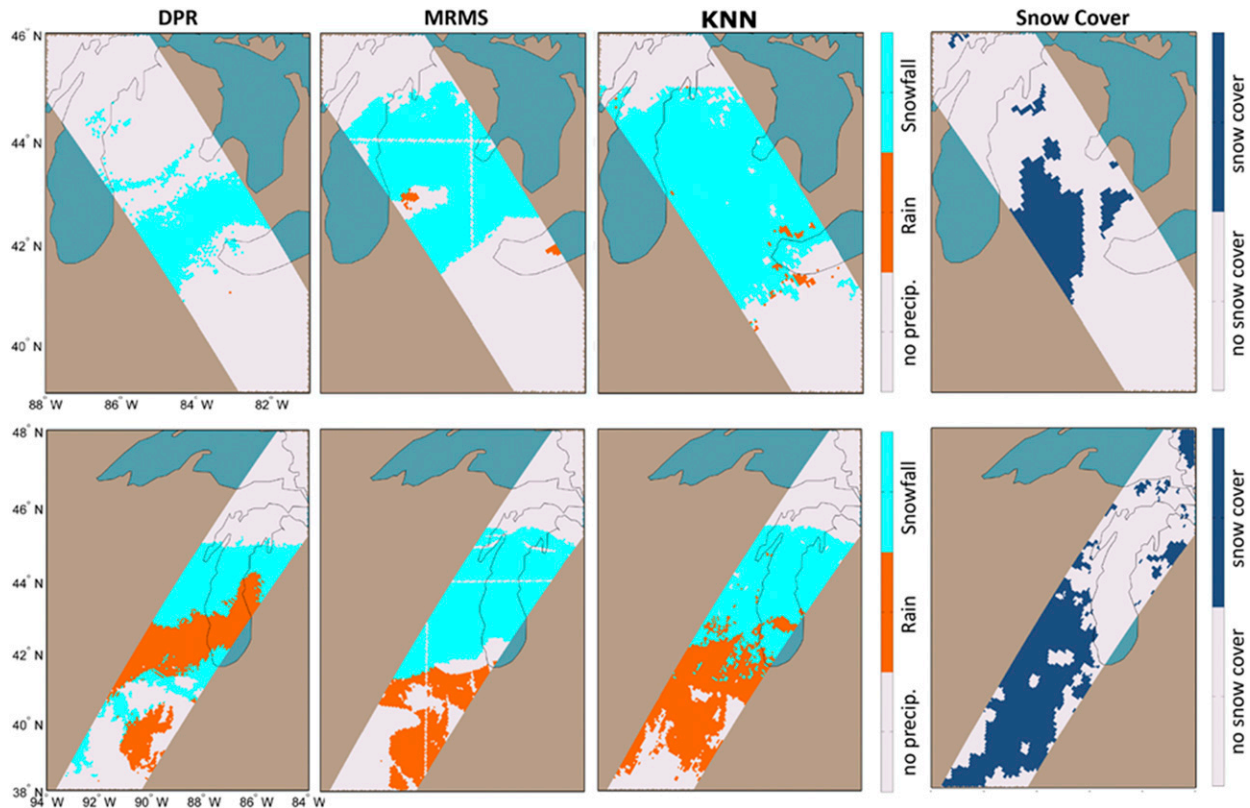 DPR MRMS KNN Snow Cover
46° N
44° N
42° N
40° N
88° W 86° W 84° W 82° W
no precip. Rain Snowfall
no snow cover snow cover
48° N
46° N
44° N
42° N
40° N
38° N
94° W 92° W 90° W 86° W 84° W
no precip. Rain Snowfall
no snow cover snow cover